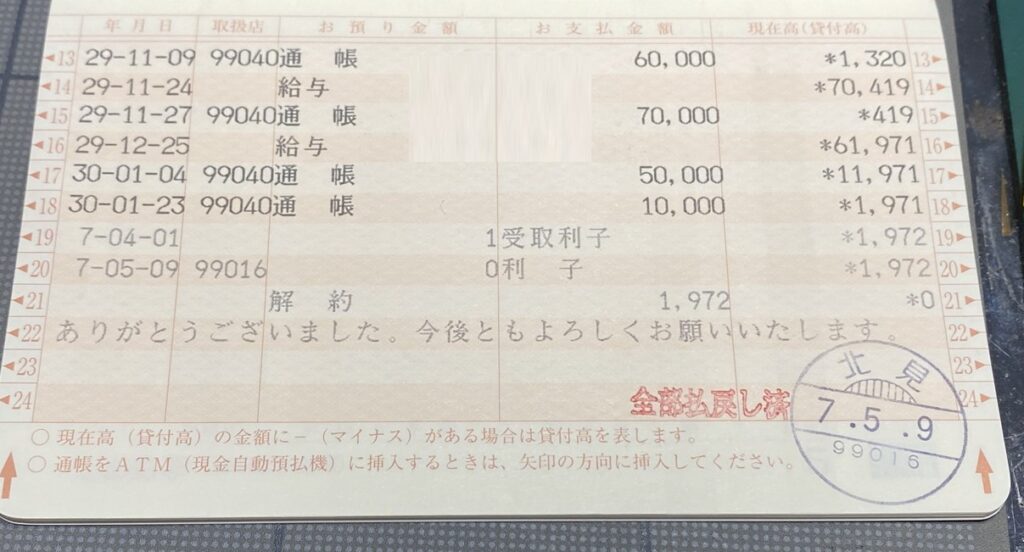 年月日 取扱店 お預り金額 お支払金額 現在高(貸付高)
13 29-11-09 99040 通 帳 60,000 *1,320 13
14 29-11-24 給与 *70,419 14
15 29-11-27 99040 通 帳 70,000 *419 15
16 29-12-25 給与 *61,971 16
17 30-01-04 99040 通 帳 50,000 *11,971 17
18 30-01-23 99040 通 帳 10,000 *1,971 18
19 7-04-01 1 受取利子 *1,972 19
20 7-05-09 99016 0 利 子 *1,972 20
21 解 約 1,972 *0 21
22 ありがとうございました。今後ともよろしくお願いいたします。 22
23 23
24 全部払戻し済 24
北見
7.5.9
99016
○ 現在高(貸付高)の金額に-(マイナス)がある場合は貸付高を表します。
○ 通帳をATM(現金自動預払機)に挿入するときは、矢印の方向に挿入してください。